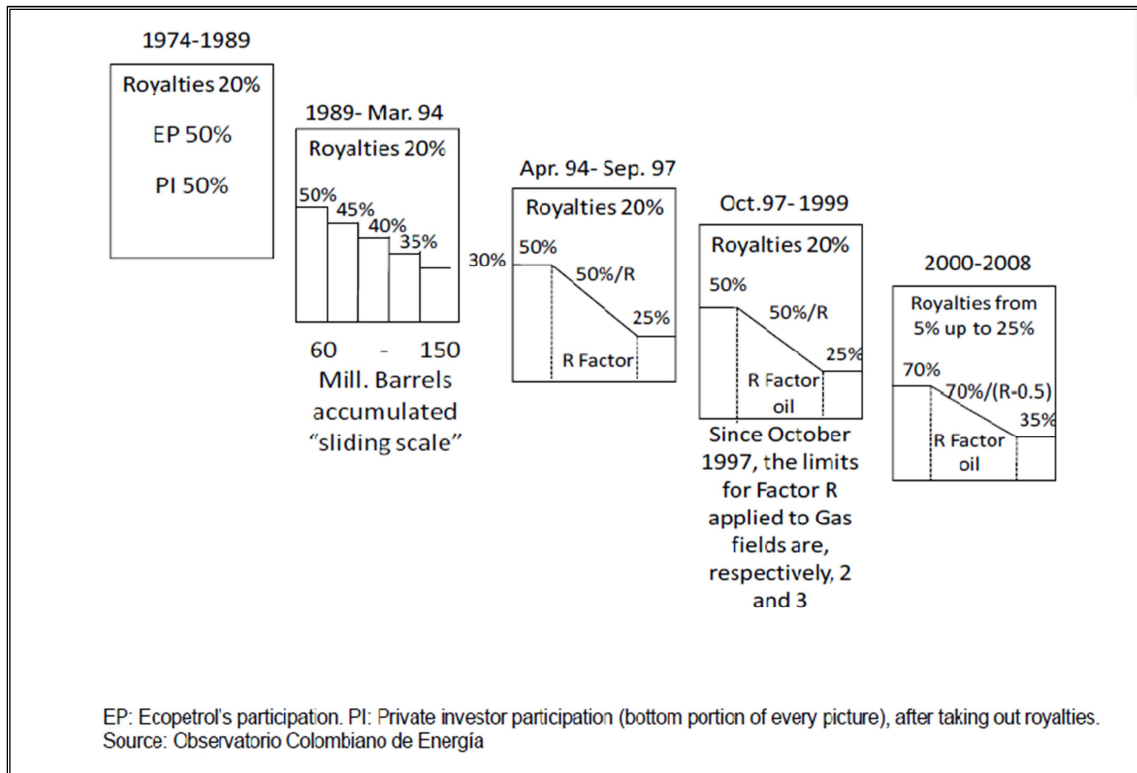 1974-1989
Royalties 20%
EP 50%
PI 50%
1989- Mar. 94
Royalties 20%
50%
45%
40%
35%
30%
60 - 150
Mill. Barrels
accumulated
“sliding scale”
Apr. 94- Sep. 97
Royalties 20%
50%
50%/R
25%
R Factor
Oct.97- 1999
Royalties 20%
50%
50%/R
25%
R Factor
oil
Since October
1997, the limits
for Factor R
applied to Gas
fields are,
respectively, 2
and 3
2000-2008
Royalties from
5% up to 25%
70%
70%/(R-0.5)
35%
R Factor
oil
EP: Ecopetrol's participation. PI: Private investor participation (bottom portion of every picture), after taking out royalties.
Source: Observatorio Colombiano de Energía